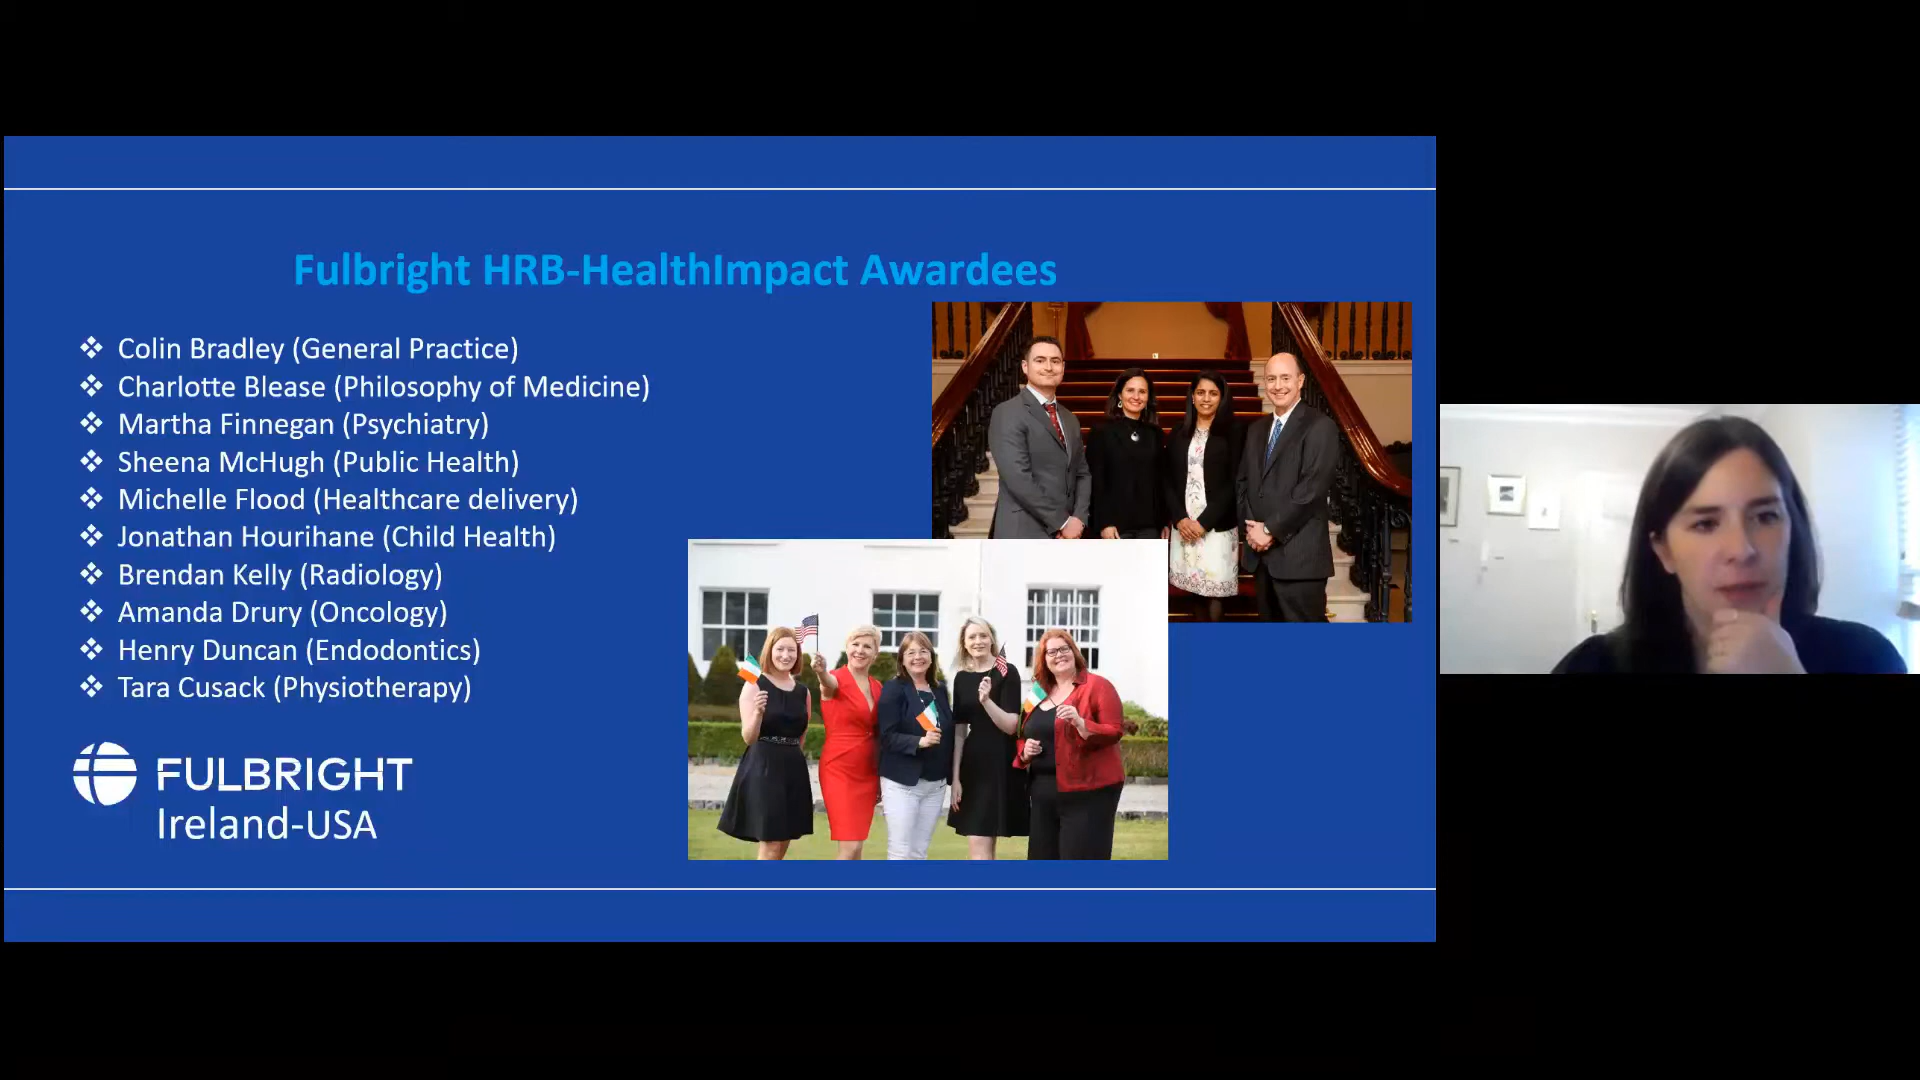 Fulbright HRB-HealthImpact Awardees
❖ Colin Bradley (General Practice)
❖ Charlotte Blease (Philosophy of Medicine)
❖ Martha Finnegan (Psychiatry)
❖ Sheena McHugh (Public Health)
❖ Michelle Flood (Healthcare delivery)
❖ Jonathan Hourihane (Child Health)
❖ Brendan Kelly (Radiology)
❖ Amanda Drury (Oncology)
❖ Henry Duncan (Endodontics)
❖ Tara Cusack (Physiotherapy)
FULBRIGHT
Ireland-USA